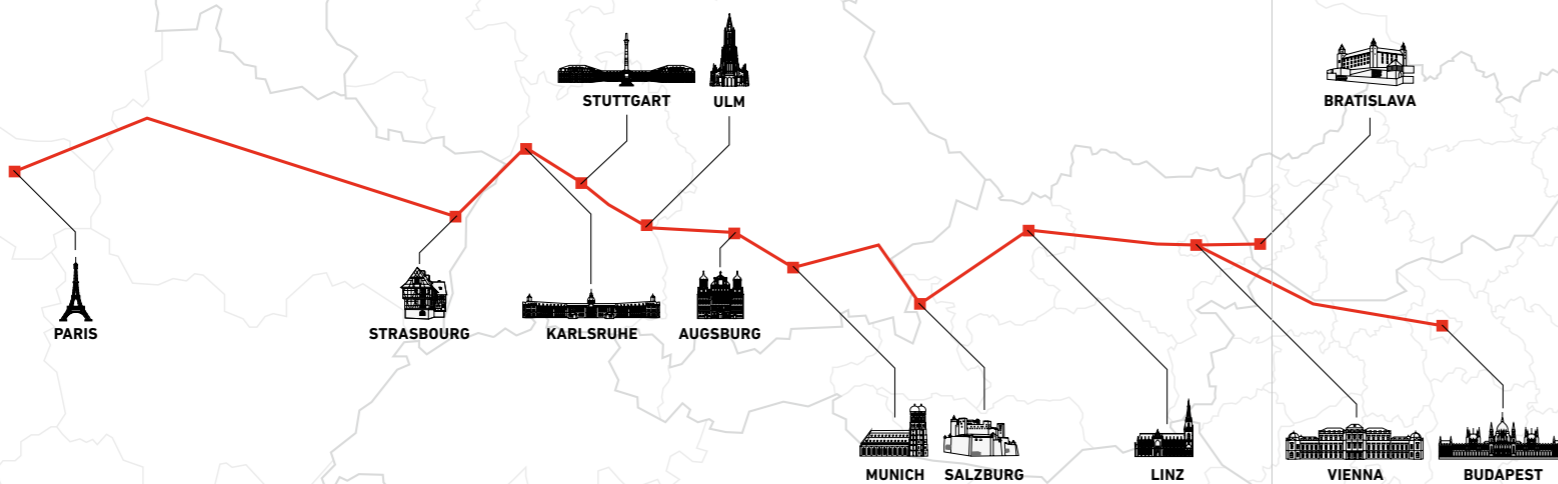 STUTTGART
ULM
BRATISLAVA
PARIS
STRASBOURG
KARLSRUHE
AUGSBURG
MUNICH
SALZBURG
LINZ
VIENNA
BUDAPEST